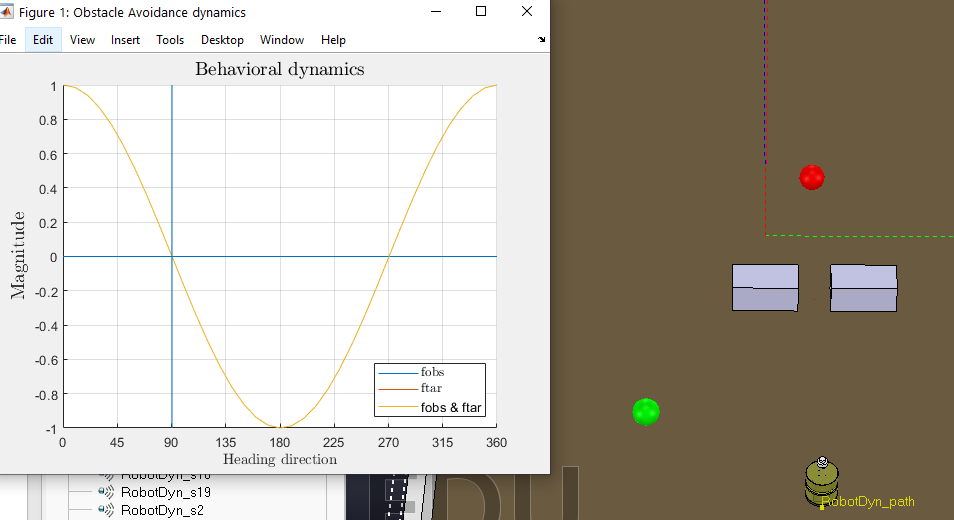 Figure 1: Obstacle Avoidance dynamics
File Edit View Insert Tools Desktop Window Help
Behavioral dynamics
Magnitude
1
0.8
0.6
0.4
0.2
0
-0.2
-0.4
-0.6
-0.8
-1
fobs
ftar
fobs & ftar
0 45 90 135 180 225 270 315 360
Heading direction
RobotDyn_s18
RobotDyn_s19
RobotDyn_s2
RobotDyn_path